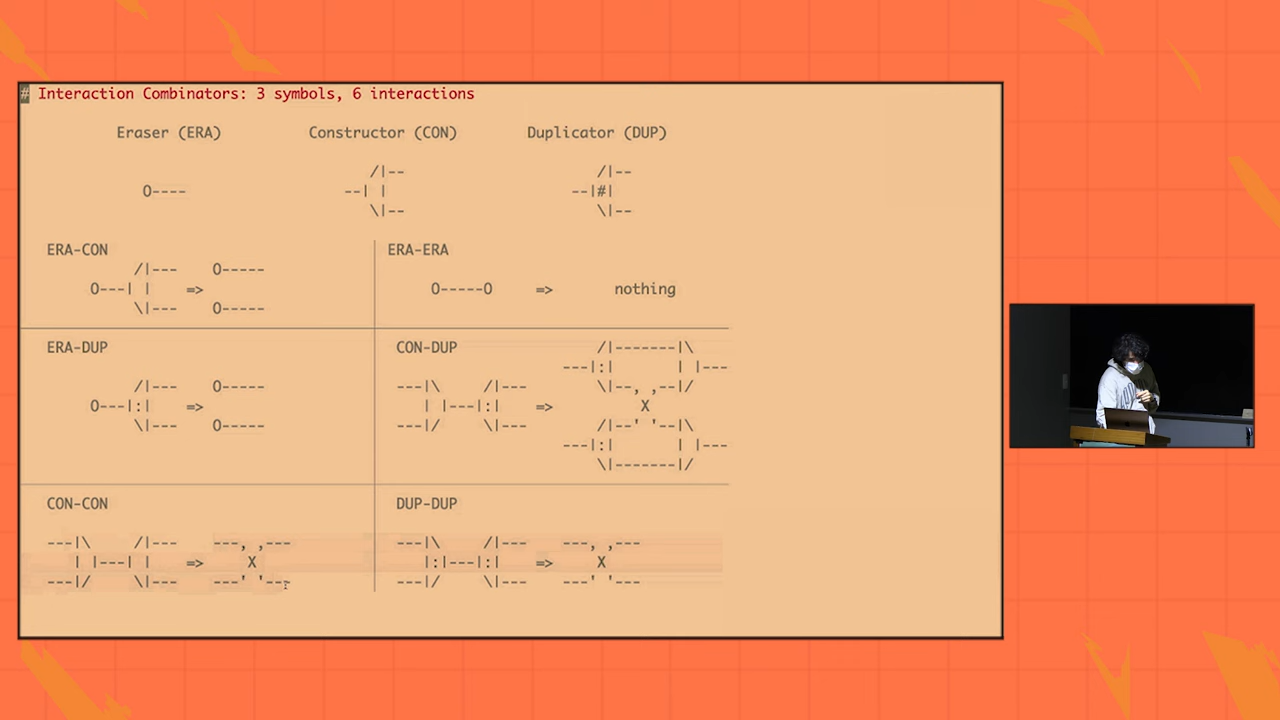 # Interaction Combinators: 3 symbols, 6 interactions
Eraser (ERA) Constructor (CON) Duplicator (DUP)
/|-- /|--
O---- --| | --|#|
\|-- \|--
ERA-CON ERA-ERA
/|--- O-----
O---| | => O-----O => nothing
\|--- O-----
ERA-DUP CON-DUP /|-------|\
---|:| | |---
/|--- O----- ---|\ /|--- \|--, ,--|/
O---|:| => | |---|:| => X
\|--- O----- ---|/ \|--- /|--' '--|\
---|:| | |---
\|-------|/
CON-CON DUP-DUP
---|\ /|--- ---, ,--- ---|\ /|--- ---, ,---
| |---| | => X |:|---|:| => X
---|/ \|--- ---' '--- ---|/ \|--- ---' '---